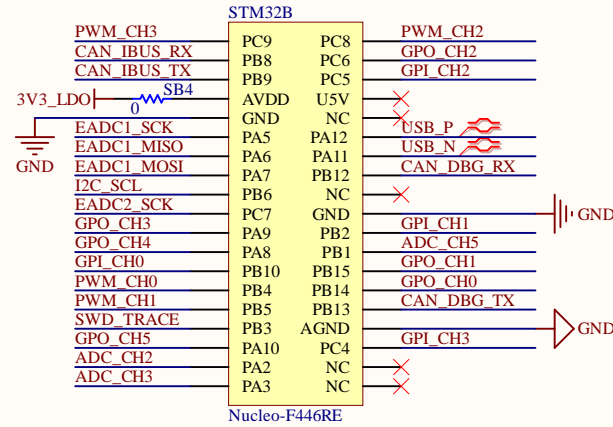 STM32B
PWM_CH3 PC9 PC8 PWM_CH2
CAN_IBUS_RX PB8 PC6 GPO_CH2
CAN_IBUS_TX PB9 PC5 GPI_CH2
3V3_LDO 0 SB4 AVDD U5V
GND GND NC
EADC1_SCK PA5 PA12 USB_P
EADC1_MISO PA6 PA11 USB_N
EADC1_MOSI PA7 PB12 CAN_DBG_RX
I2C_SCL PB6 NC
EADC2_SCK PC7 GND GND
GPO_CH3 PA9 PB2 GPI_CH1
GPO_CH4 PA8 PB1 ADC_CH5
GPI_CH0 PB10 PB15 GPO_CH1
PWM_CH0 PB4 PB14 GPO_CH0
PWM_CH1 PB5 PB13 CAN_DBG_TX
SWD_TRACE PB3 AGND GND
GPO_CH5 PA10 PC4 GPI_CH3
ADC_CH2 PA2 NC
ADC_CH3 PA3 NC
Nucleo-F446RE